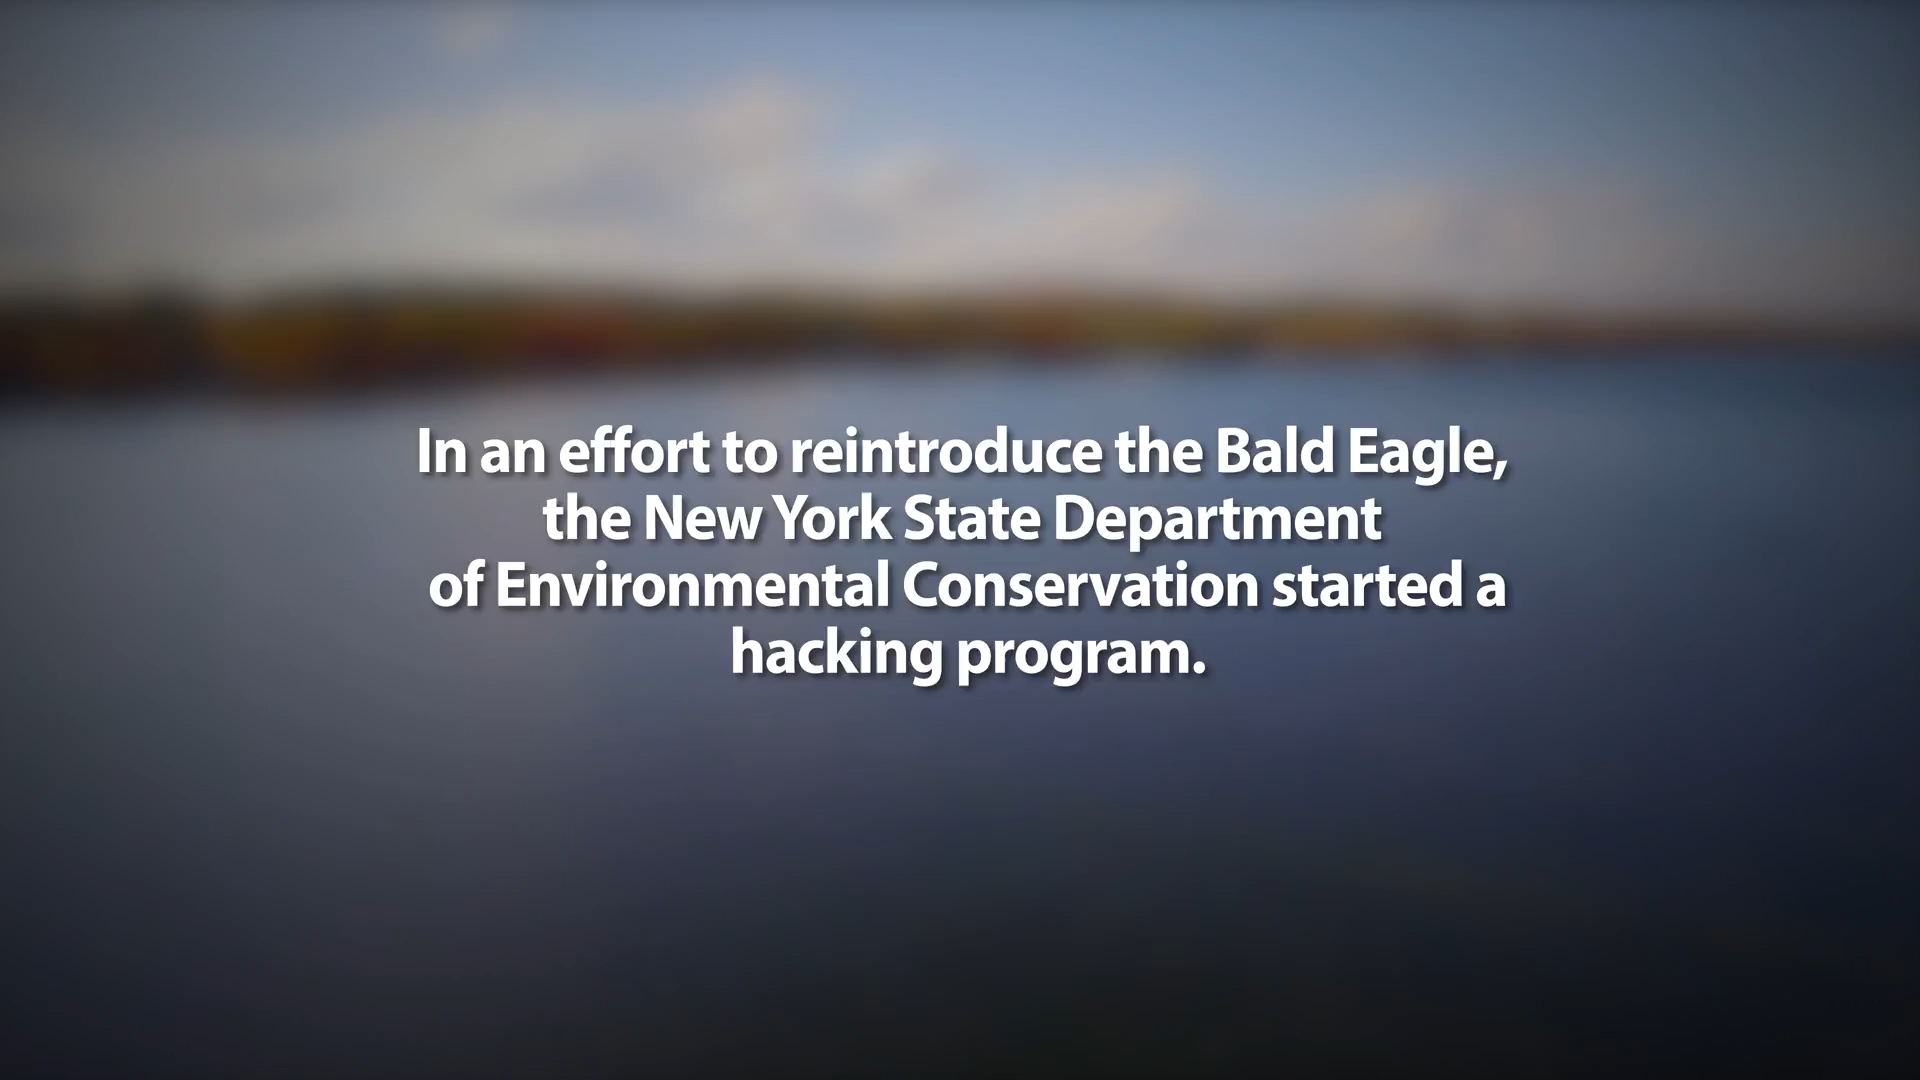 In an effort to reintroduce the Bald Eagle,
the New York State Department
of Environmental Conservation started a
hacking program.